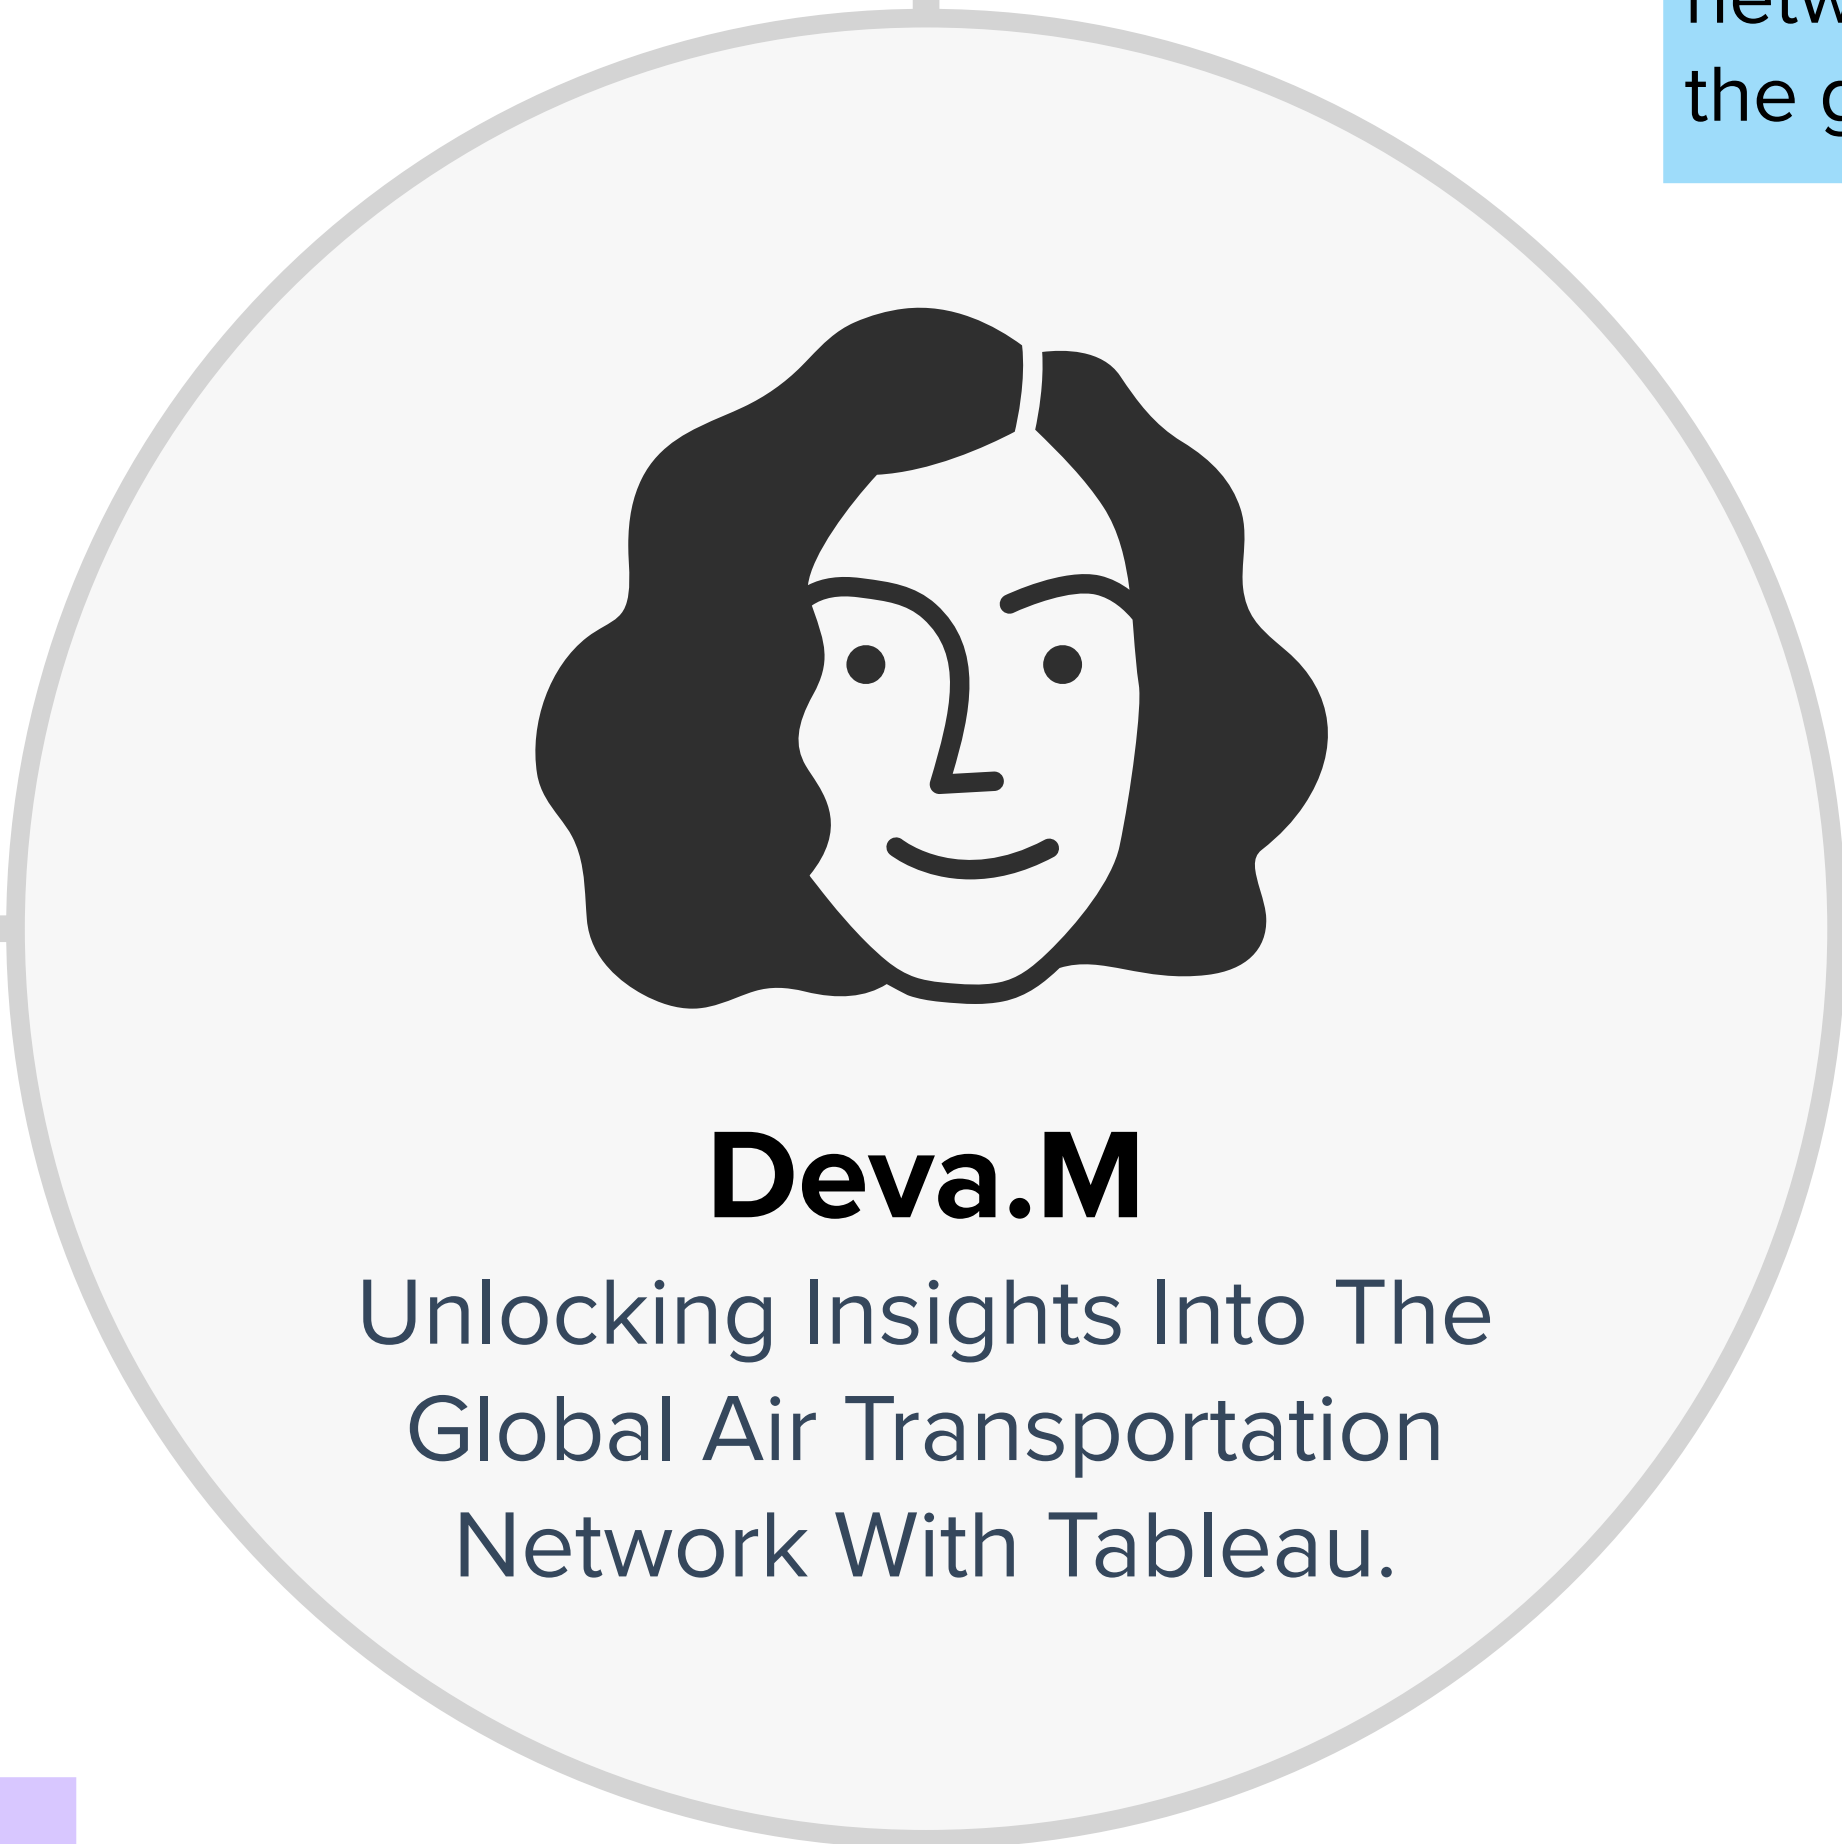 the
Deva.M
Unlocking Insights Into The
Global Air Transportation
Network With Tableau.